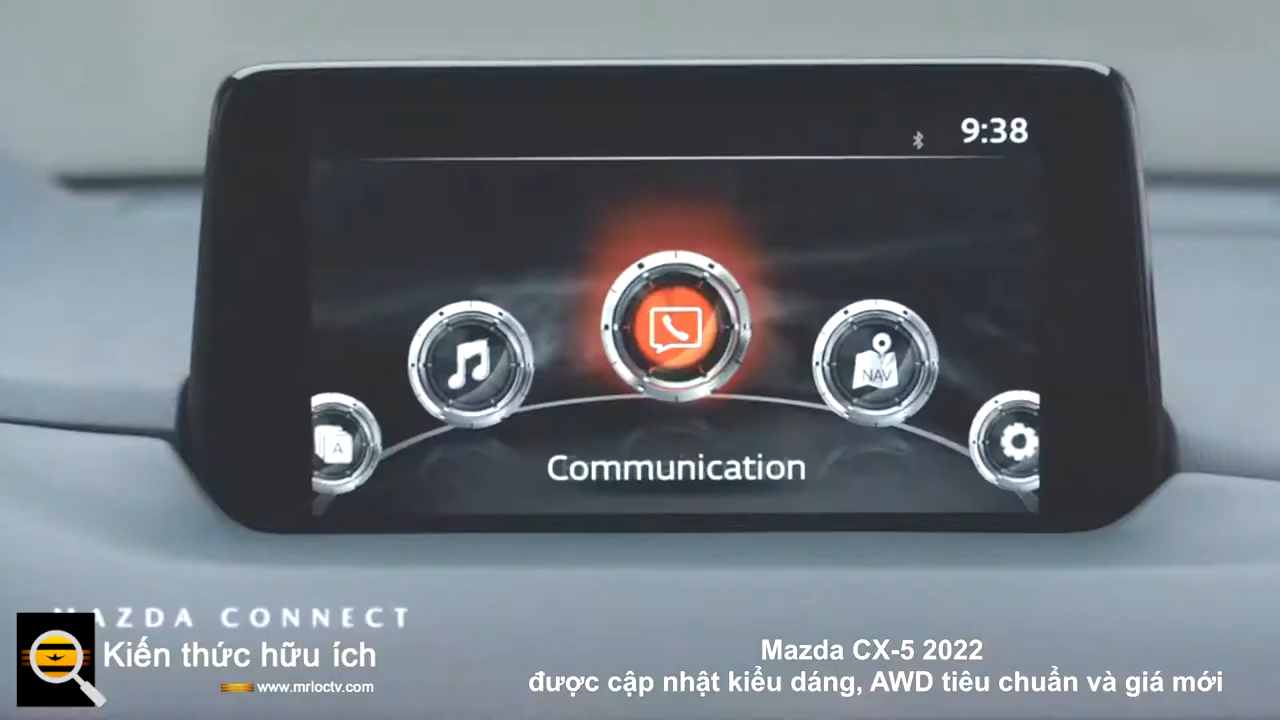 9:38
NAV
A
Communication
MAZDA CONNECT
Kiến thức hữu ích
www.mrloctv.com
Mazda CX-5 2022
được cập nhật kiểu dáng, AWD tiêu chuẩn và giá mới